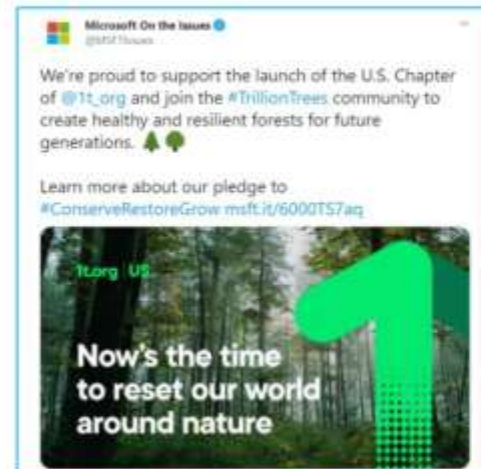 Microsoft On the Issues
@MSFTIssues
We're proud to support the launch of the U.S. Chapter
of @1t_org and join the #TrillionTrees community to
create healthy and resilient forests for future
generations. 🌲🌳
Learn more about our pledge to
#ConserveRestoreGrow msft.it/6000TS7aq
1t.org | US
Now's the time
to reset our world
around nature
1